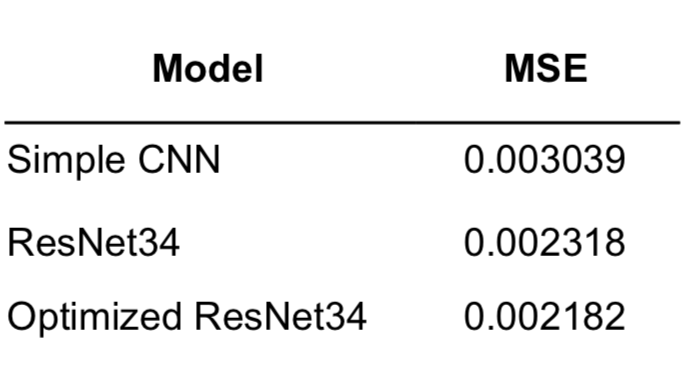 Model MSE
Simple CNN 0.003039
ResNet34 0.002318
Optimized ResNet34 0.002182